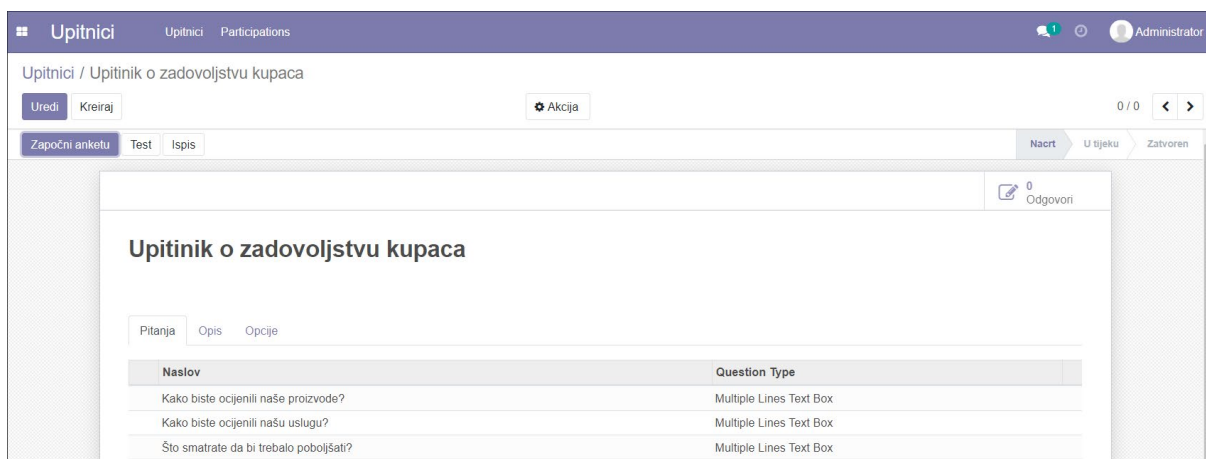 Upitnici Upitnici Participations 1 Administrator
Upitnici / Upitinik o zadovoljstvu kupaca
Uredi Kreiraj Akcija 0 / 0
Započni anketu Test Ispis Nacrt U tijeku Zatvoren
0
Odgovori
Upitinik o zadovoljstvu kupaca
Pitanja Opis Opcije
Naslov Question Type
Kako biste ocijenili naše proizvode? Multiple Lines Text Box
Kako biste ocijenili našu uslugu? Multiple Lines Text Box
Što smatrate da bi trebalo poboljšati? Multiple Lines Text Box